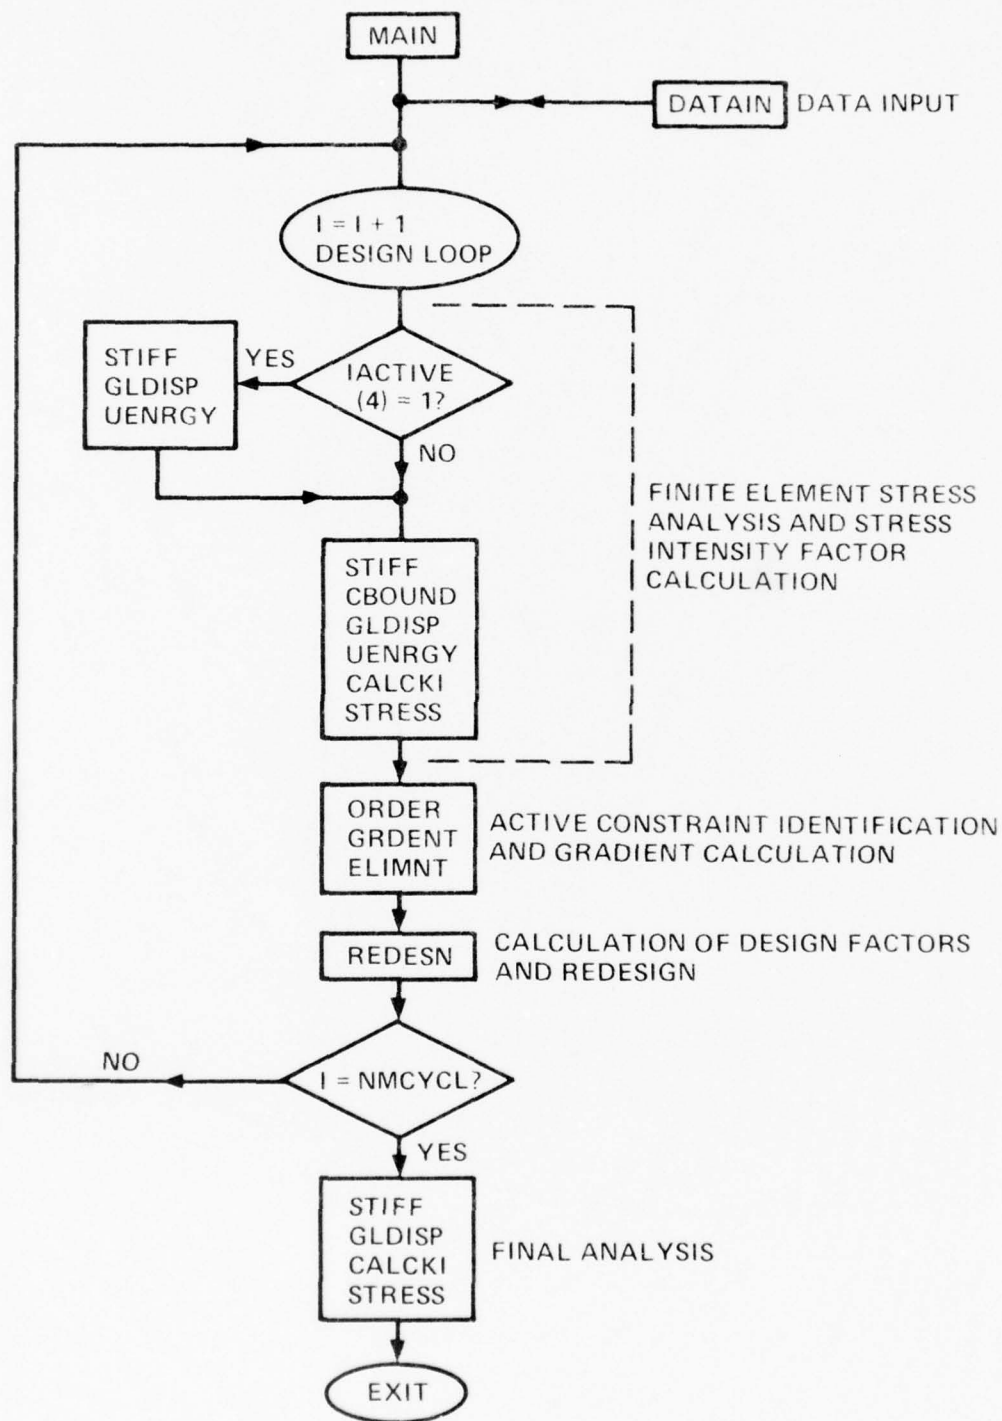 MAIN
DATAIN DATA INPUT
I = I + 1
DESIGN LOOP
STIFF
GLDISP
UENRGY
YES
IACTIVE
(4) = 1?
NO
STIFF
CBOUND
GLDISP
UENRGY
CALCKI
STRESS
FINITE ELEMENT STRESS
ANALYSIS AND STRESS
INTENSITY FACTOR
CALCULATION
ORDER
GRDENT
ELIMNT
ACTIVE CONSTRAINT IDENTIFICATION
AND GRADIENT CALCULATION
REDESN
CALCULATION OF DESIGN FACTORS
AND REDESIGN
NO
I = NMCYCL?
YES
STIFF
GLDISP
CALCKI
STRESS
FINAL ANALYSIS
EXIT